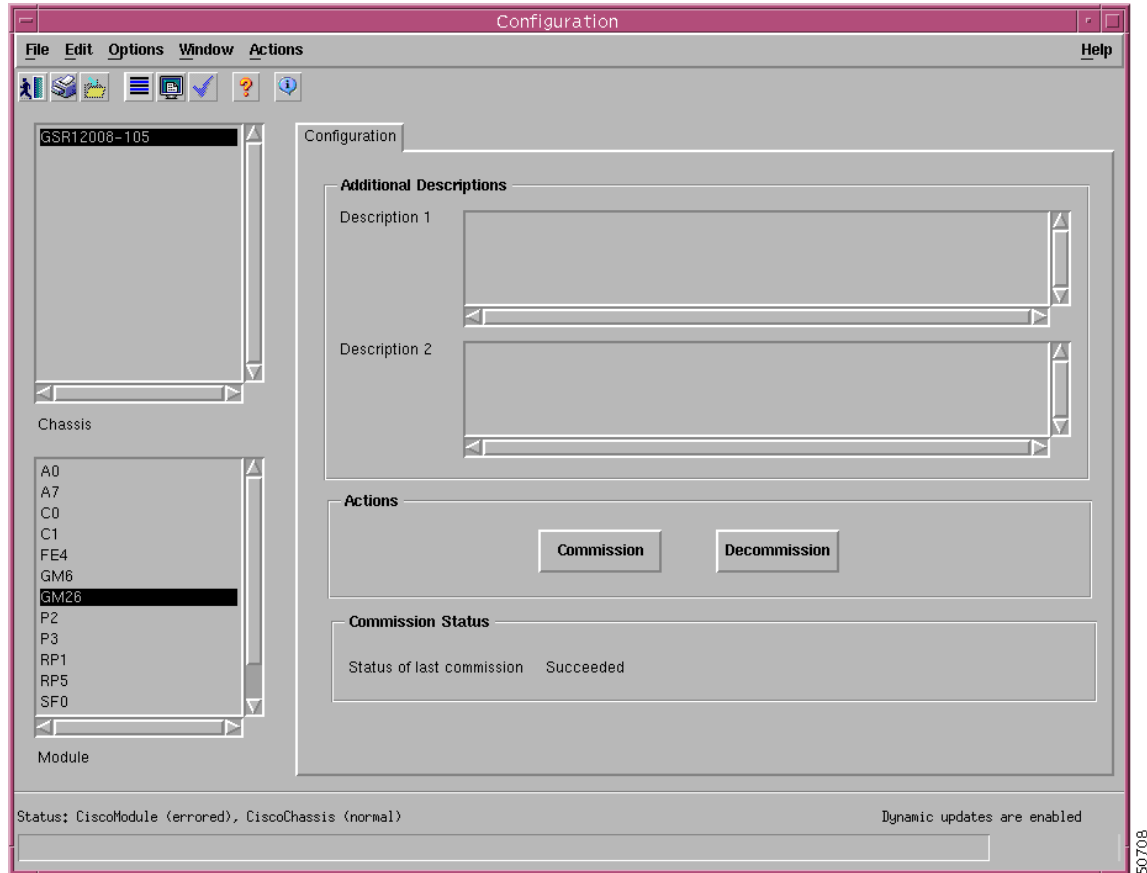 Configuration
File Edit Options Window Actions Help
GSR12008-105
Chassis
A0
A7
C0
C1
FE4
GM6
GM26
P2
P3
RP1
RP5
SF0
Module
Configuration
Additional Descriptions
Description 1
Description 2
Actions
Commission Decommission
Commission Status
Status of last commission Succeeded
Status: CiscoModule (errored), CiscoChassis (normal) Dynamic updates are enabled
50708